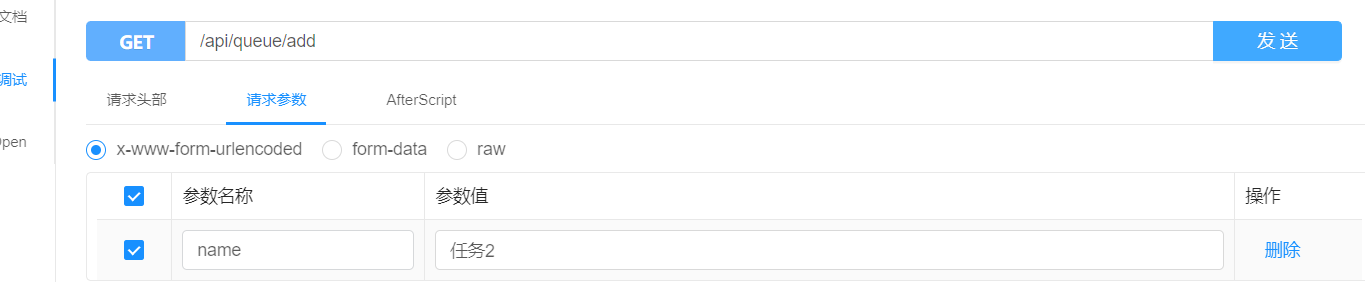 文档
GET /api/queue/add 发送
调试
请求头部 请求参数 AfterScript
Open
x-www-form-urlencoded form-data raw
参数名称 参数值 操作
name 任务2 删除